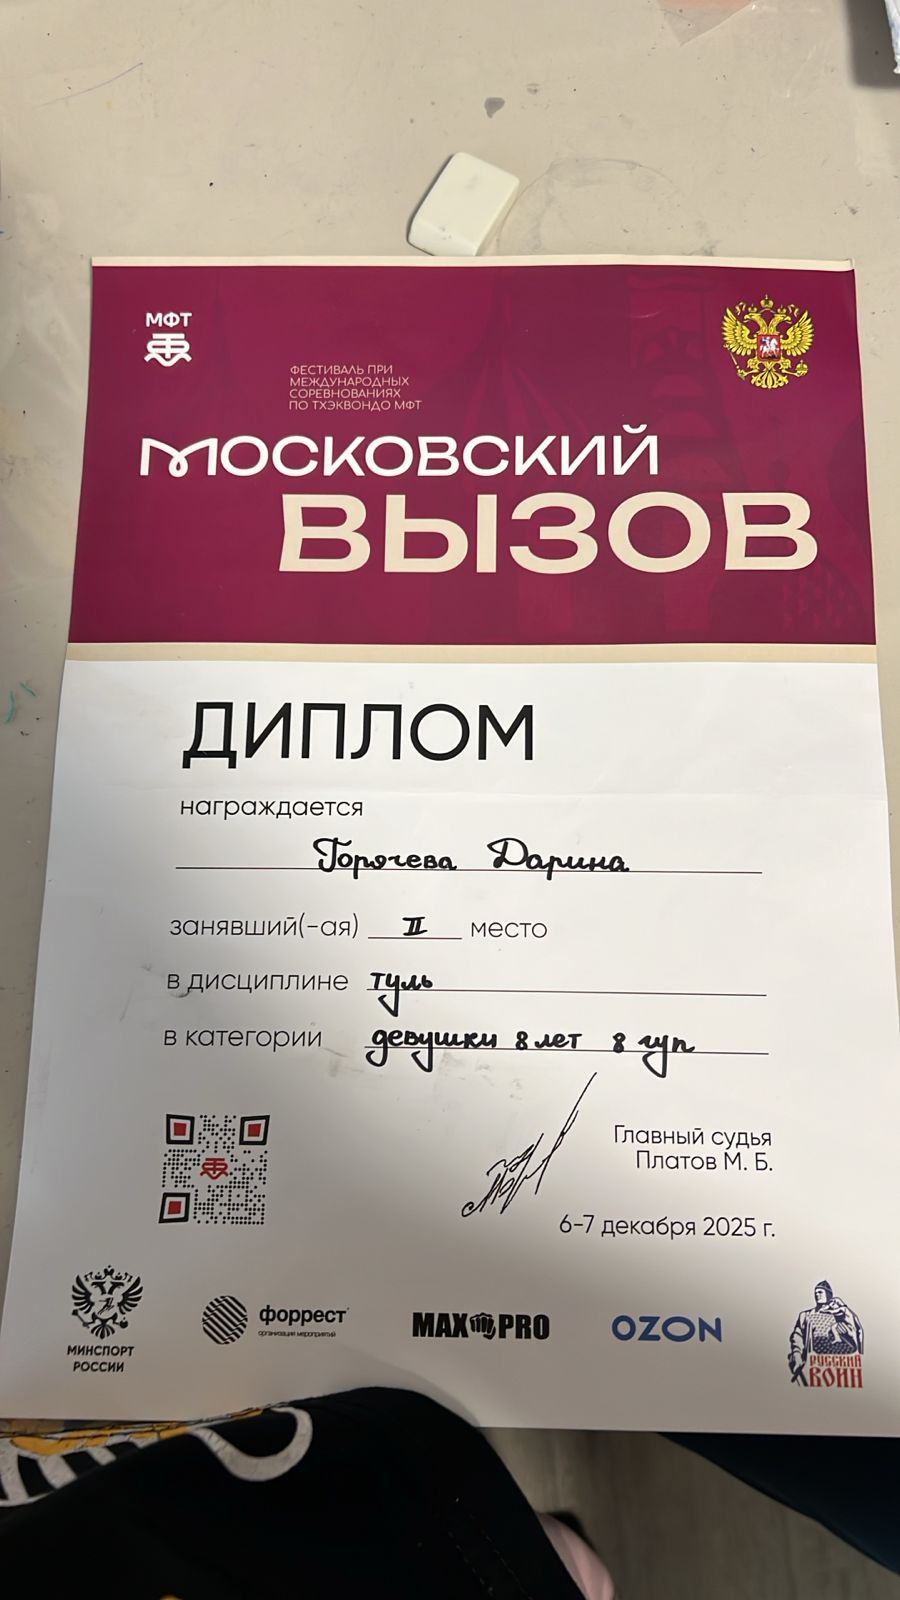 МФТ
ФЕСТИВАЛЬ ПРИ
МЕЖДУНАРОДНЫХ
СОРЕВНОВАНИЯХ
ПО ТХЭКВОНДО МФТ
МОСКОВСКИЙ
ВЫЗОВ
ДИПЛОМ
награждается
Горячева Дарина
занявший(-ая) II место
в дисциплине туль
в категории девушки 8 лет 8 гуп
Главный судья
Платов М. Б.
6-7 декабря 2025 г.
МИНСПОРТ
РОССИИ
форрест
организация мероприятий
MAX PRO
OZON
РУССКИЙ
ВОИН